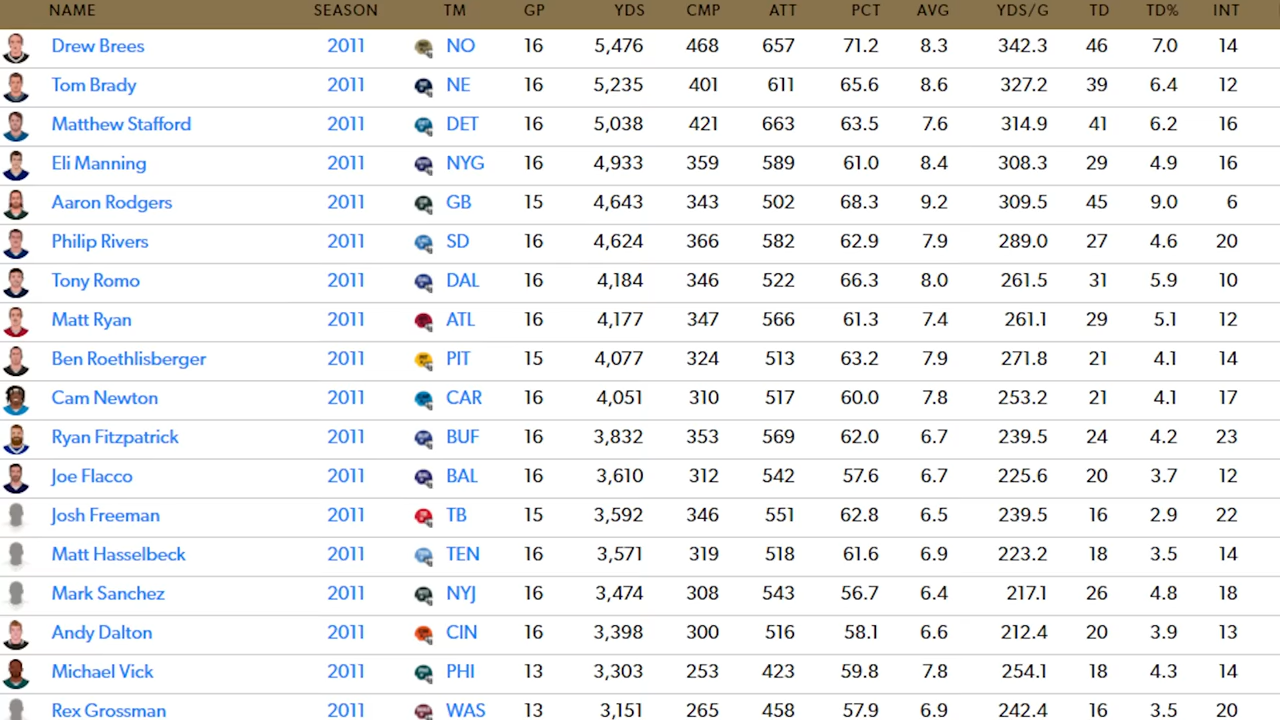 NAME SEASON TM GP YDS CMP ATT PCT AVG YDS/G TD TD% INT
Drew Brees 2011 NO 16 5,476 468 657 71.2 8.3 342.3 46 7.0 14
Tom Brady 2011 NE 16 5,235 401 611 65.6 8.6 327.2 39 6.4 12
Matthew Stafford 2011 DET 16 5,038 421 663 63.5 7.6 314.9 41 6.2 16
Eli Manning 2011 NYG 16 4,933 359 589 61.0 8.4 308.3 29 4.9 16
Aaron Rodgers 2011 GB 15 4,643 343 502 68.3 9.2 309.5 45 9.0 6
Philip Rivers 2011 SD 16 4,624 366 582 62.9 7.9 289.0 27 4.6 20
Tony Romo 2011 DAL 16 4,184 346 522 66.3 8.0 261.5 31 5.9 10
Matt Ryan 2011 ATL 16 4,177 347 566 61.3 7.4 261.1 29 5.1 12
Ben Roethlisberger 2011 PIT 15 4,077 324 513 63.2 7.9 271.8 21 4.1 14
Cam Newton 2011 CAR 16 4,051 310 517 60.0 7.8 253.2 21 4.1 17
Ryan Fitzpatrick 2011 BUF 16 3,832 353 569 62.0 6.7 239.5 24 4.2 23
Joe Flacco 2011 BAL 16 3,610 312 542 57.6 6.7 225.6 20 3.7 12
Josh Freeman 2011 TB 15 3,592 346 551 62.8 6.5 239.5 16 2.9 22
Matt Hasselbeck 2011 TEN 16 3,571 319 518 61.6 6.9 223.2 18 3.5 14
Mark Sanchez 2011 NYJ 16 3,474 308 543 56.7 6.4 217.1 26 4.8 18
Andy Dalton 2011 CIN 16 3,398 300 516 58.1 6.6 212.4 20 3.9 13
Michael Vick 2011 PHI 13 3,303 253 423 59.8 7.8 254.1 18 4.3 14
Rex Grossman 2011 WAS 13 3,151 265 458 57.9 6.9 242.4 16 3.5 20